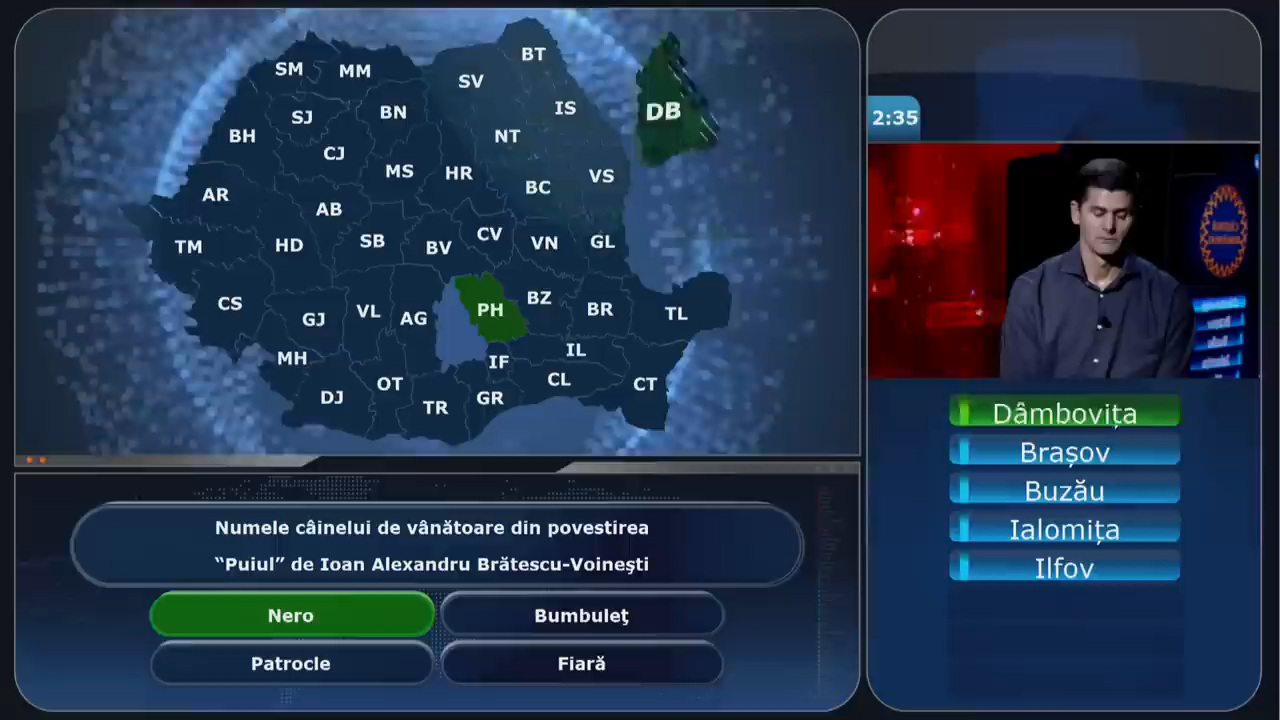 SM
MM
SV
BT
SJ
BN
IS
DB
BH
CJ
NT
MS
HR
BC
VS
AR
AB
TM
HD
SB
BV
CV
VN
GL
CS
GJ
VL
AG
PH
BZ
BR
TL
MH
IF
IL
DJ
OT
TR
GR
CL
CT
2:35
Dâmbovița
Brașov
Buzău
Ialomița
Ilfov
Numele câinelui de vânătoare din povestirea
“Puiul” de Ioan Alexandru Brătescu-Voineşti
Nero
Bumbuleţ
Patrocle
Fiară